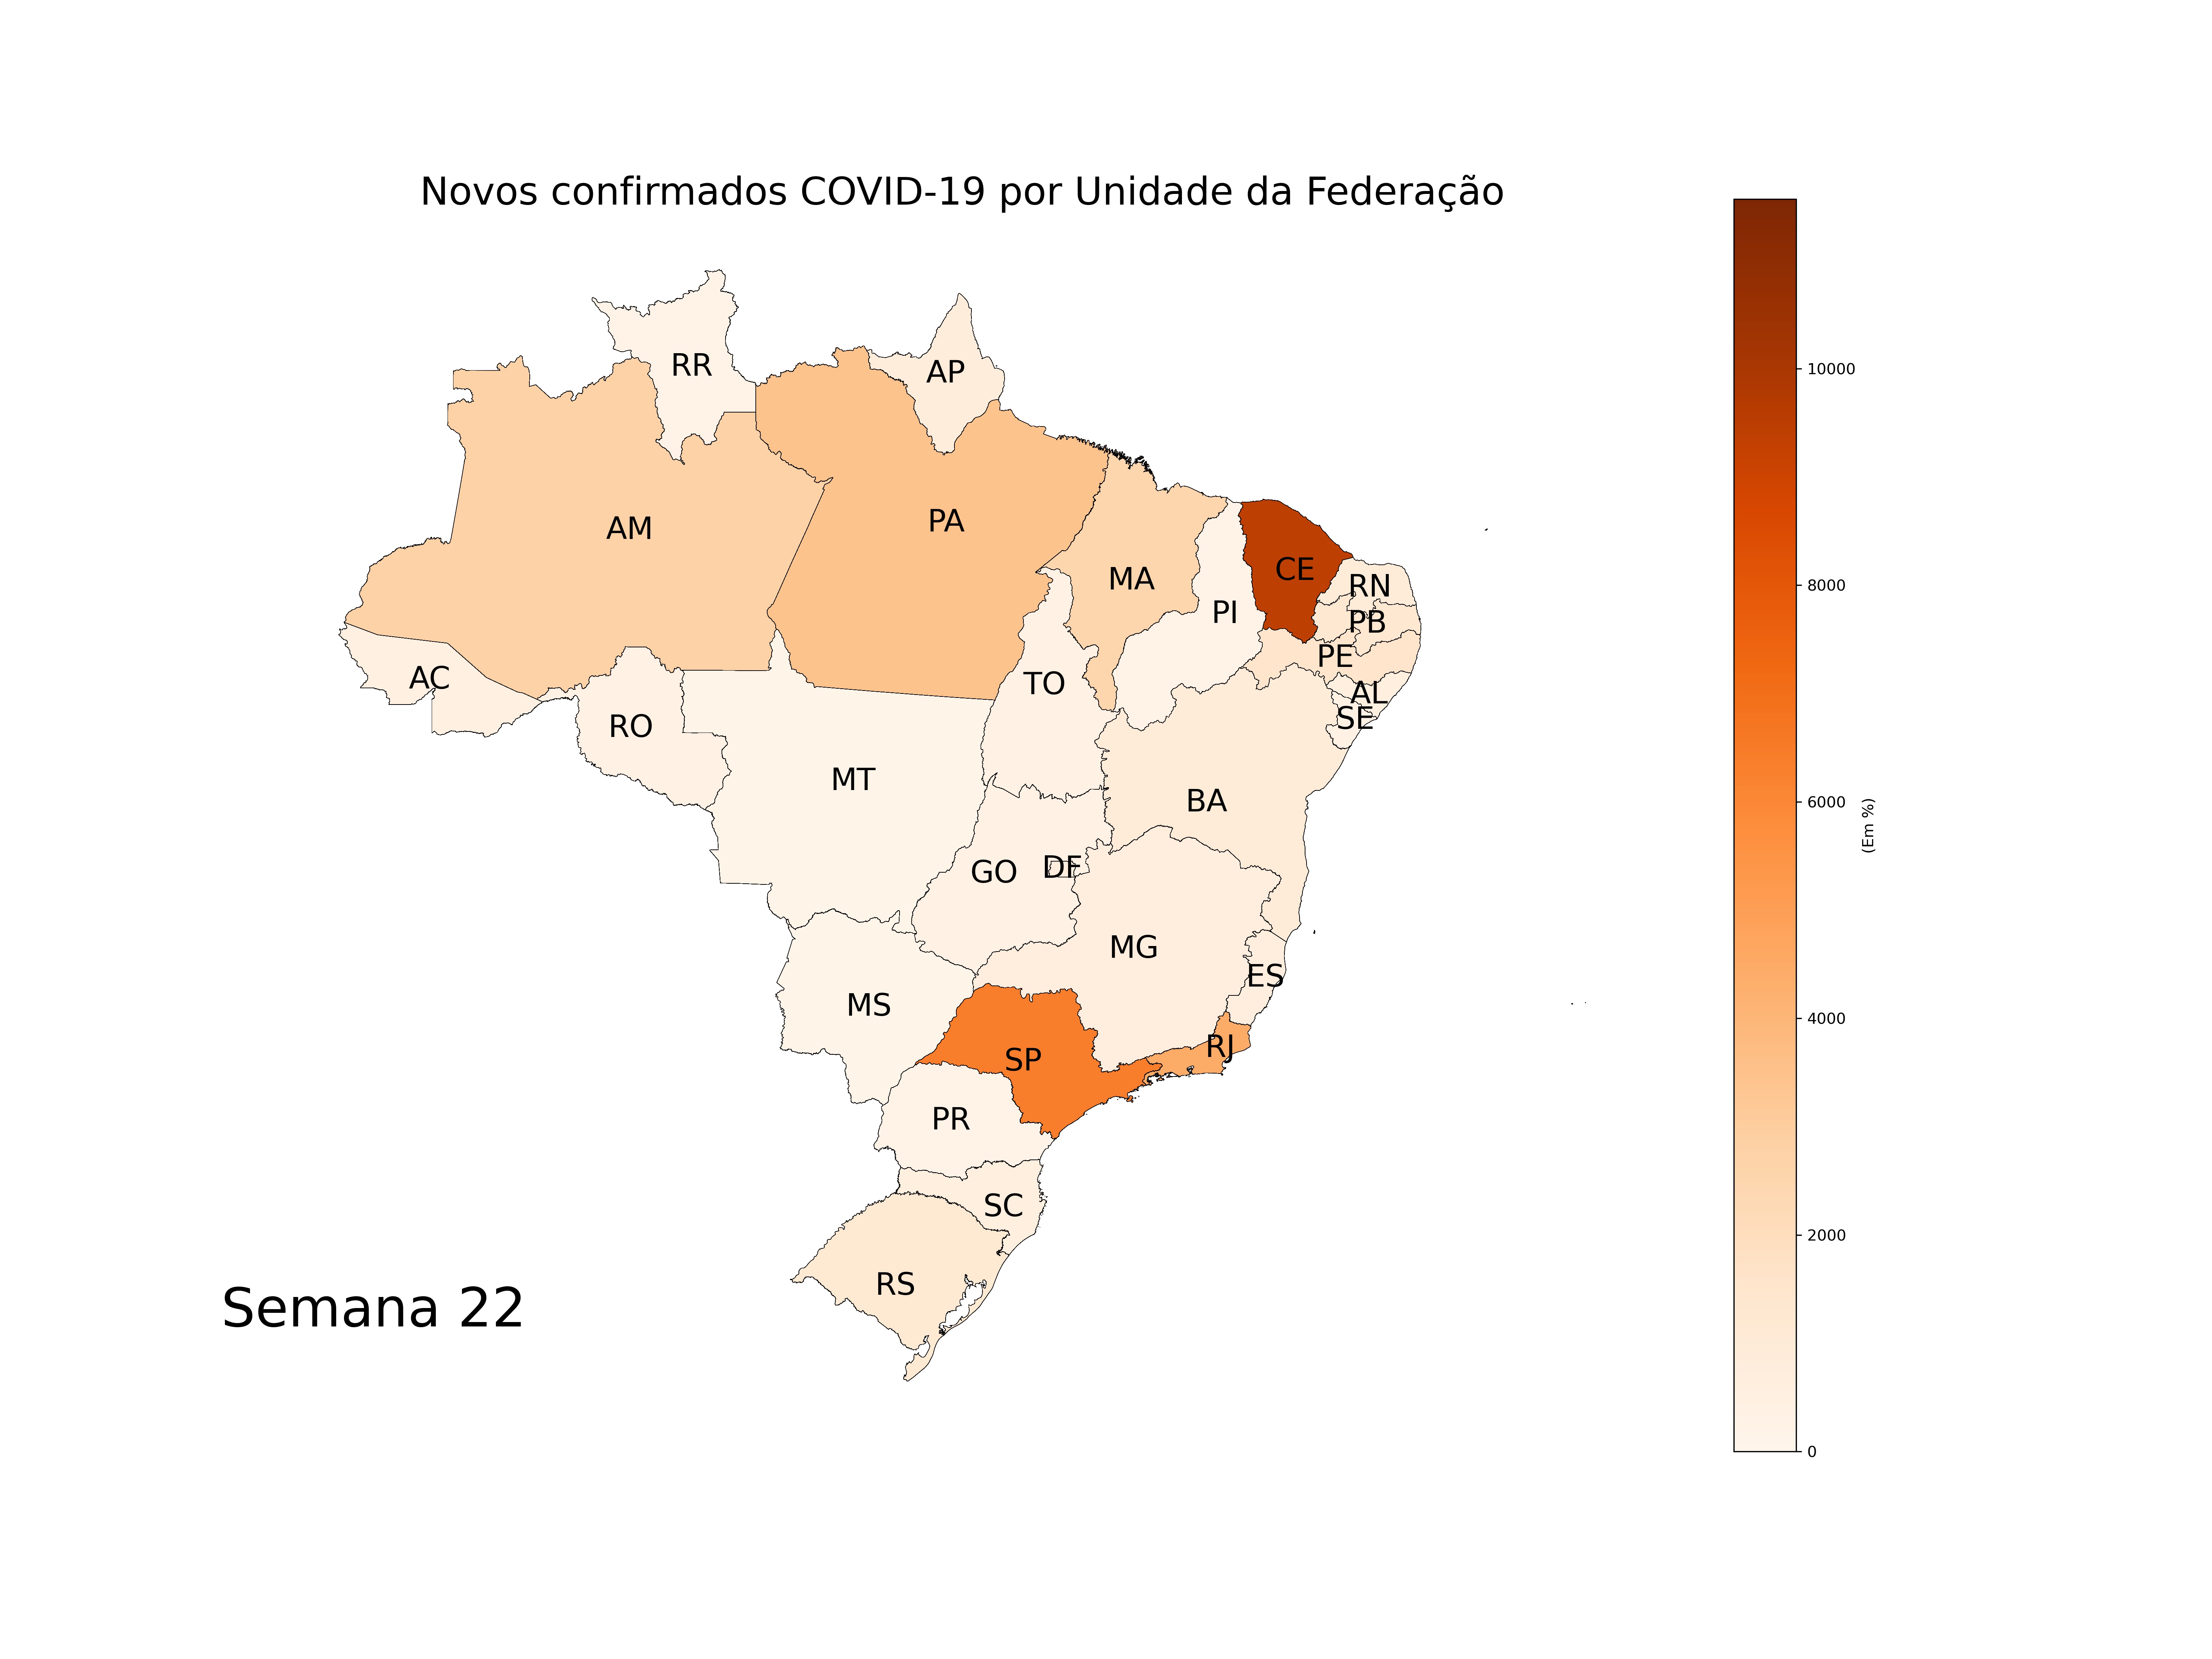 Novos confirmados COVID-19 por Unidade da Federação
RR
AP
AM
PA
MA
CE
RN
PI
PB
PE
AC
TO
AL
SE
RO
MT
BA
GO
DF
MG
ES
MS
RJ
SP
PR
SC
RS
Semana 22
10000
8000
6000
4000
2000
0
(Em %)